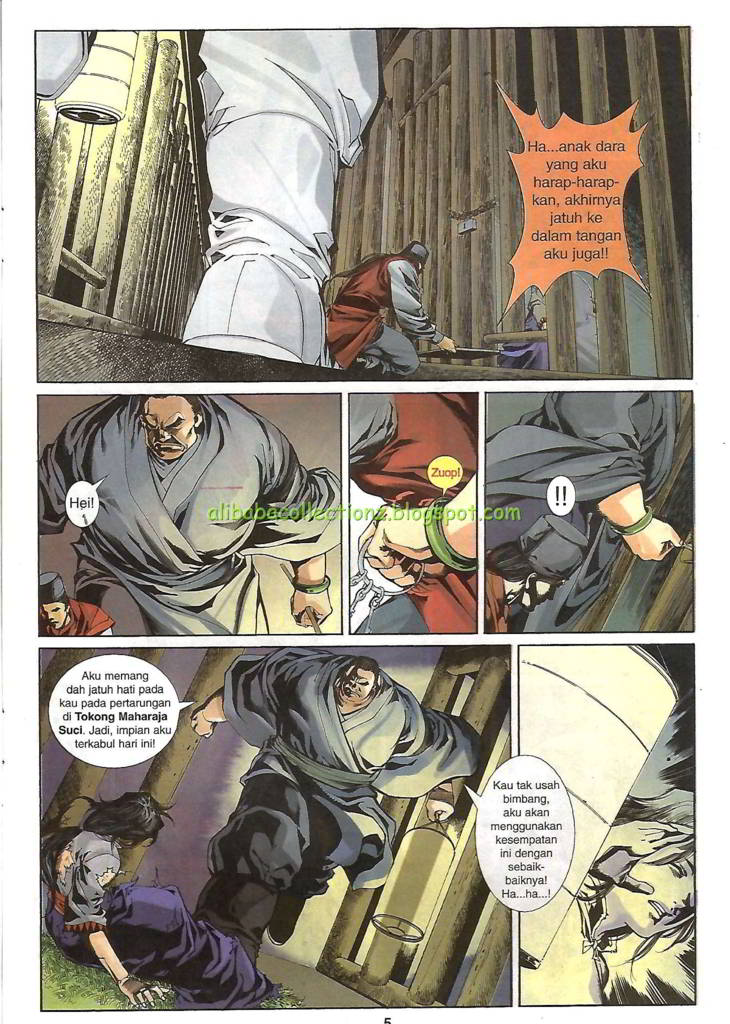 Ha...anak dara
yang aku
harap-harap-
kan, akhirnya
jatuh ke
dalam tangan
aku juga!!
Hei!
Zuop!
!!
alibabacollectionz.blogspot.com
Aku memang
dah jatuh hati pada
kau pada pertarungan
di Tokong Maharaja
Suci. Jadi, impian aku
terkabul hari ini!
Kau tak usah
bimbang,
aku akan
menggunakan
kesempatan
ini dengan
sebaik-
baiknya!
Ha...ha...!
5